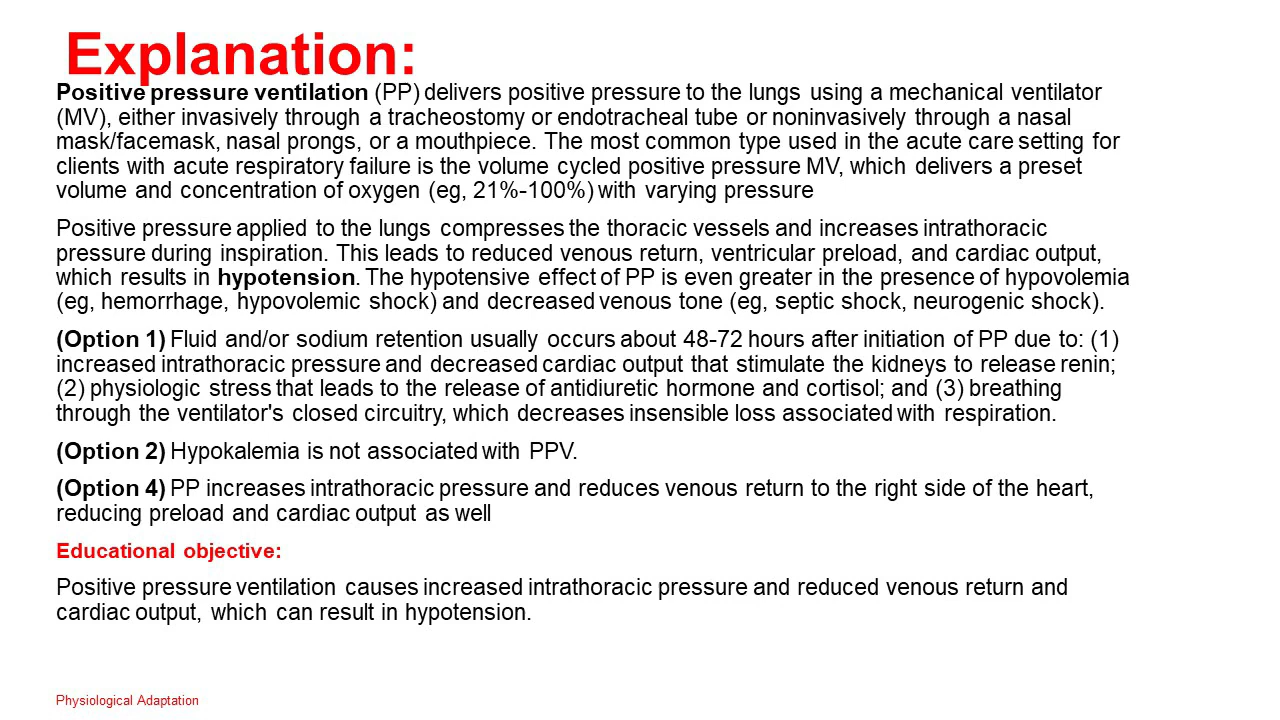 Explanation:
Positive pressure ventilation (PP) delivers positive pressure to the lungs using a mechanical ventilator
(MV), either invasively through a tracheostomy or endotracheal tube or noninvasively through a nasal
mask/facemask, nasal prongs, or a mouthpiece. The most common type used in the acute care setting for
clients with acute respiratory failure is the volume cycled positive pressure MV, which delivers a preset
volume and concentration of oxygen (eg, 21%-100%) with varying pressure
Positive pressure applied to the lungs compresses the thoracic vessels and increases intrathoracic
pressure during inspiration. This leads to reduced venous return, ventricular preload, and cardiac output,
which results in hypotension. The hypotensive effect of PP is even greater in the presence of hypovolemia
(eg, hemorrhage, hypovolemic shock) and decreased venous tone (eg, septic shock, neurogenic shock).
(Option 1) Fluid and/or sodium retention usually occurs about 48-72 hours after initiation of PP due to: (1)
increased intrathoracic pressure and decreased cardiac output that stimulate the kidneys to release renin;
(2) physiologic stress that leads to the release of antidiuretic hormone and cortisol; and (3) breathing
through the ventilator's closed circuitry, which decreases insensible loss associated with respiration.
(Option 2) Hypokalemia is not associated with PPV.
(Option 4) PP increases intrathoracic pressure and reduces venous return to the right side of the heart,
reducing preload and cardiac output as well
Educational objective:
Positive pressure ventilation causes increased intrathoracic pressure and reduced venous return and
cardiac output, which can result in hypotension.
Physiological Adaptation